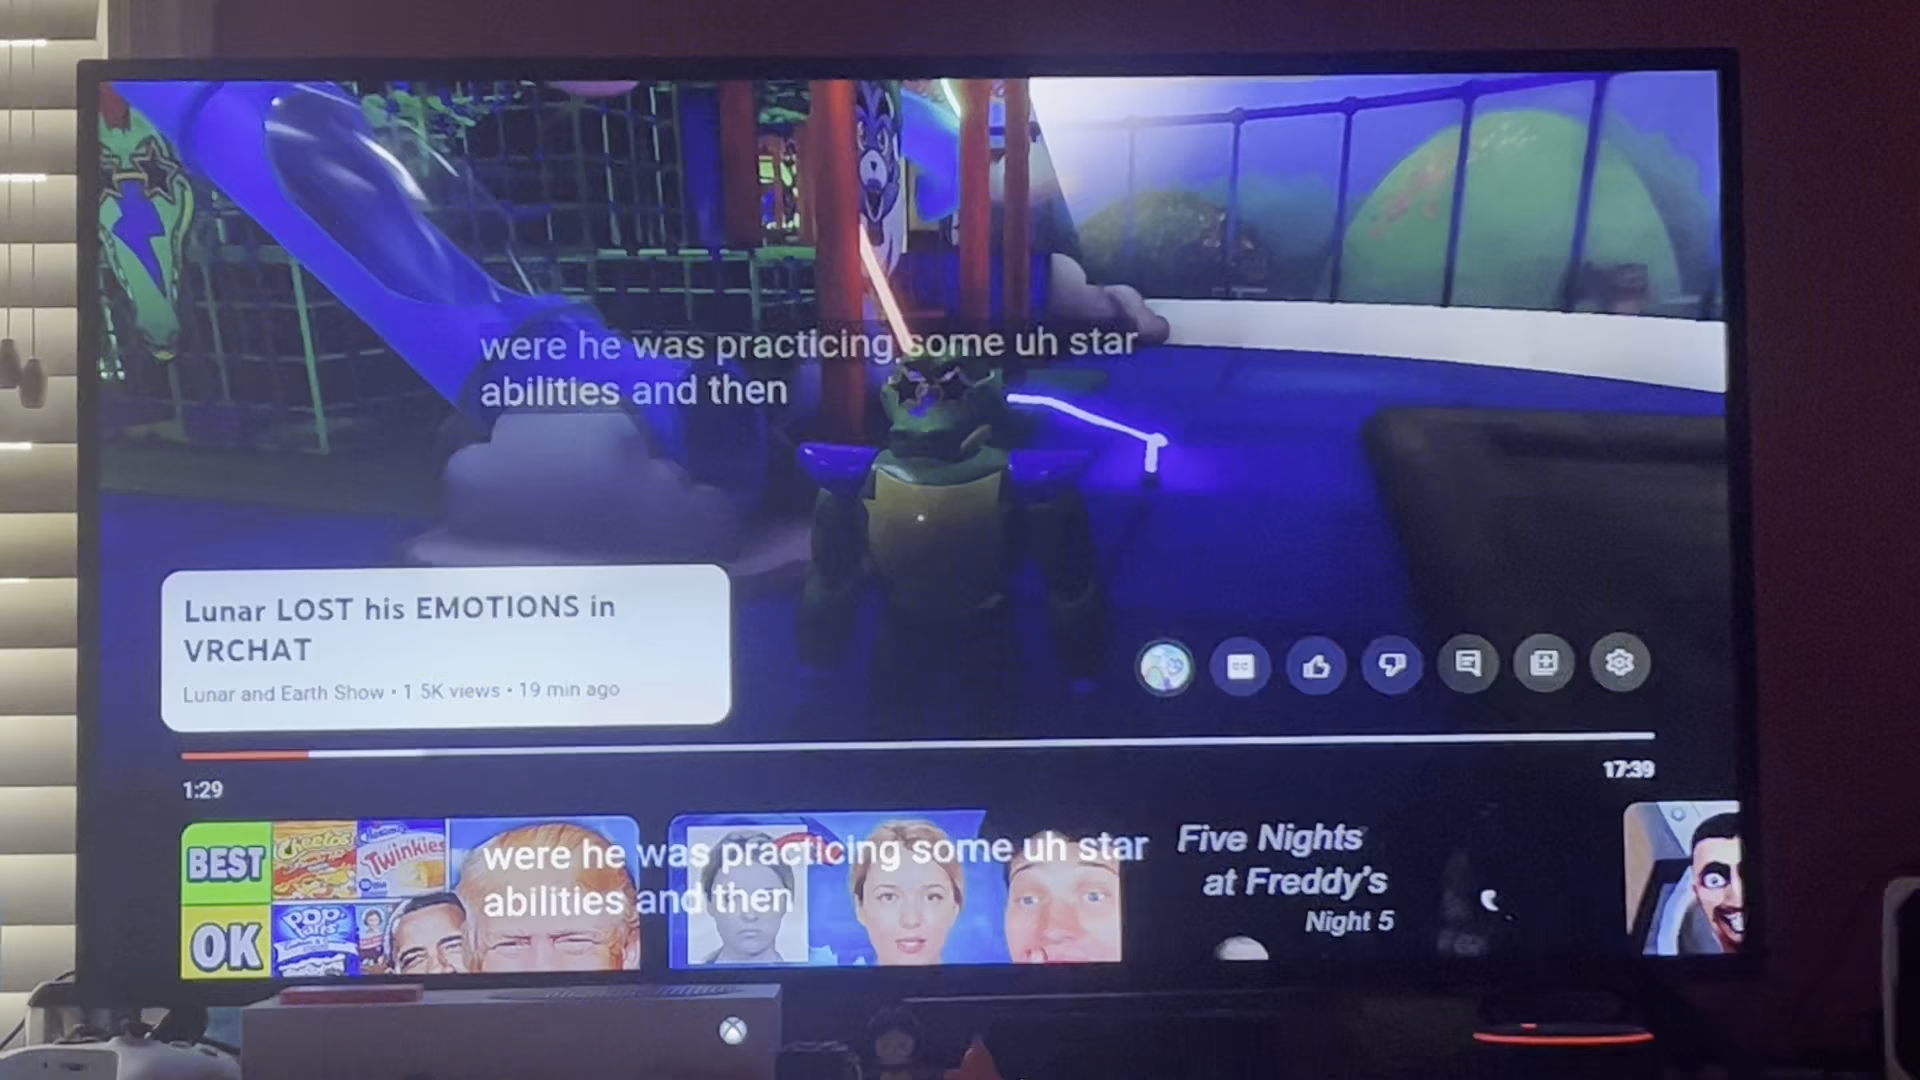 were he was practicing some uh star
abilities and then
Lunar LOST his EMOTIONS in
VRCHAT
Lunar and Earth Show • 1.5K views • 19 min ago
CC
1:29
17:39
BEST
Cheetos
Twinkies
OK
POP tarts
were he was practicing some uh star
abilities and then
Five Nights
at Freddy's
Night 5